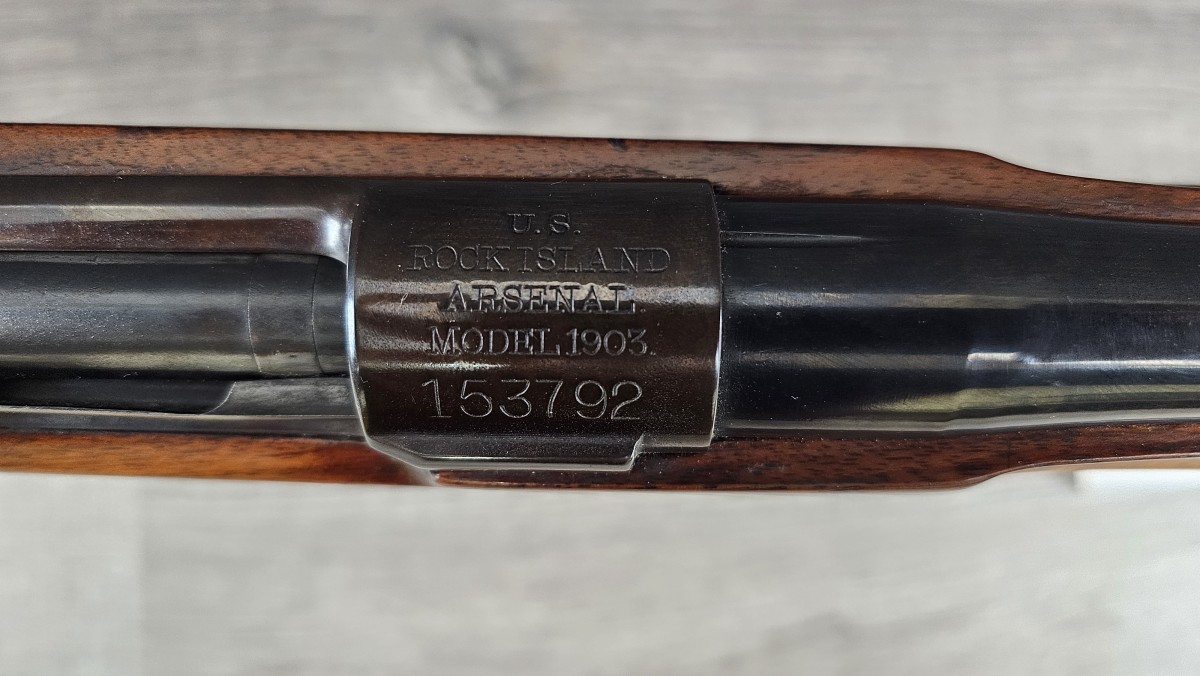 U.S.
ROCK ISLAND
ARSENAL
MODEL 1903.
153792